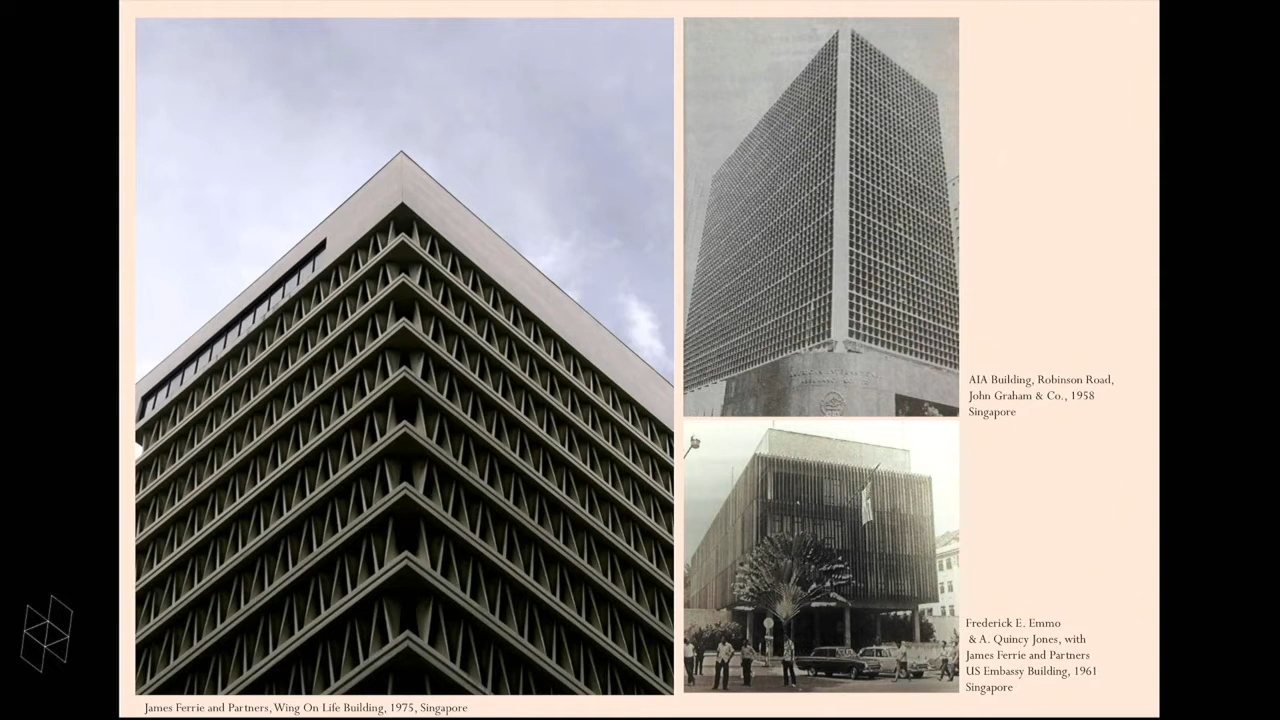 AIA Building, Robinson Road,
John Graham & Co., 1958
Singapore
Frederick E. Emmo
& A. Quincy Jones, with
James Ferrie and Partners
US Embassy Building, 1961
Singapore
James Ferrie and Partners, Wing On Life Building, 1975, Singapore